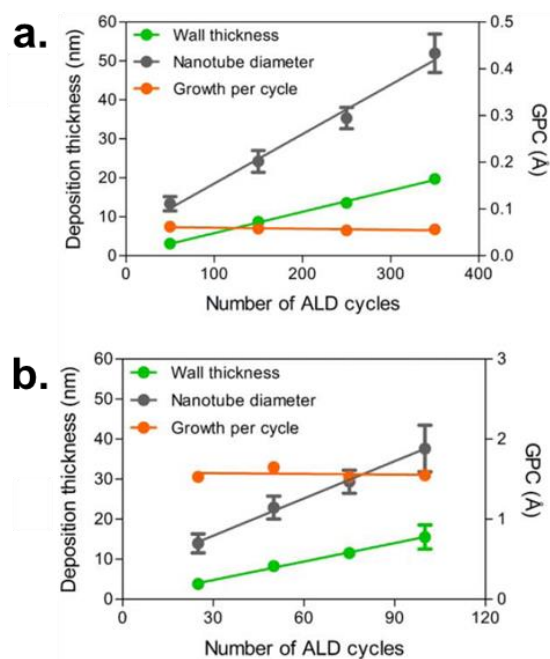 a.
Deposition thickness (nm)
60
50
40
30
20
10
0
Wall thickness
Nanotube diameter
Growth per cycle
0.5
0.4
0.3
0.2
0.1
0.0
GPC (Å)
0 100 200 300 400
Number of ALD cycles
b.
Deposition thickness (nm)
60
50
40
30
20
10
0
Wall thickness
Nanotube diameter
Growth per cycle
3
2
1
0
GPC (Å)
0 30 60 90 120
Number of ALD cycles